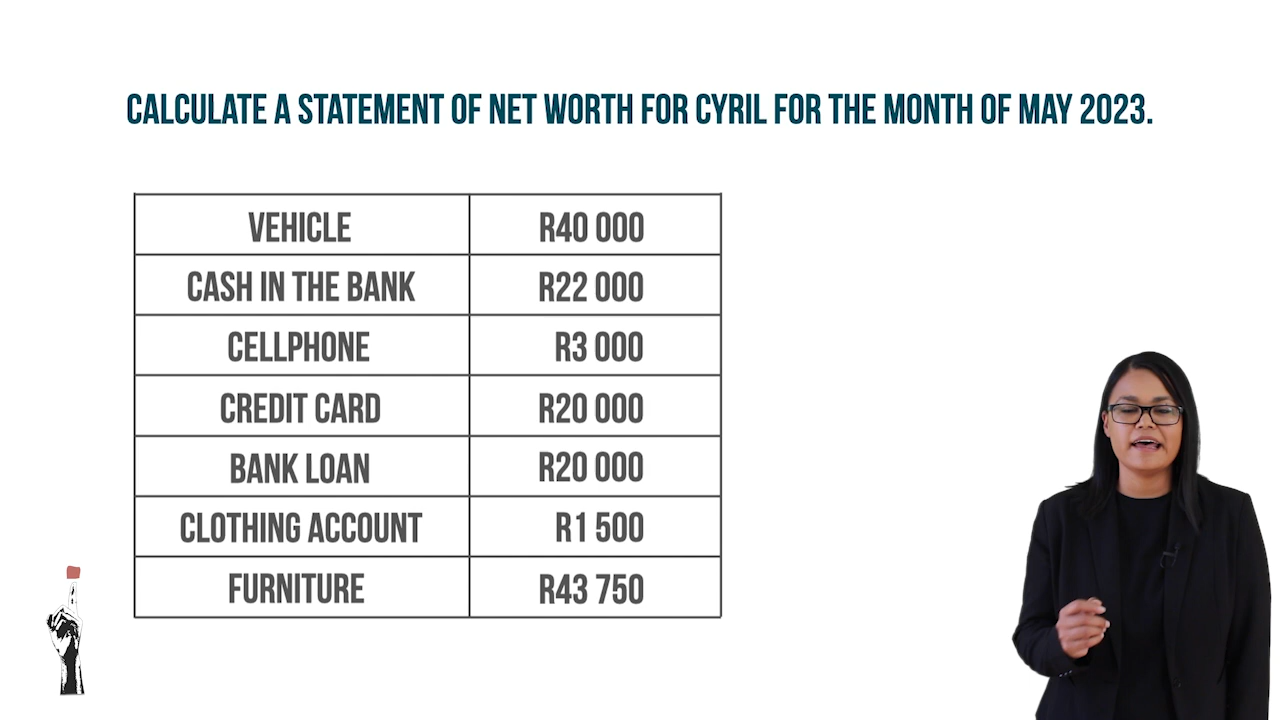 CALCULATE A STATEMENT OF NET WORTH FOR CYRIL FOR THE MONTH OF MAY 2023.
VEHICLE R40 000
CASH IN THE BANK R22 000
CELLPHONE R3 000
CREDIT CARD R20 000
BANK LOAN R20 000
CLOTHING ACCOUNT R1 500
FURNITURE R43 750